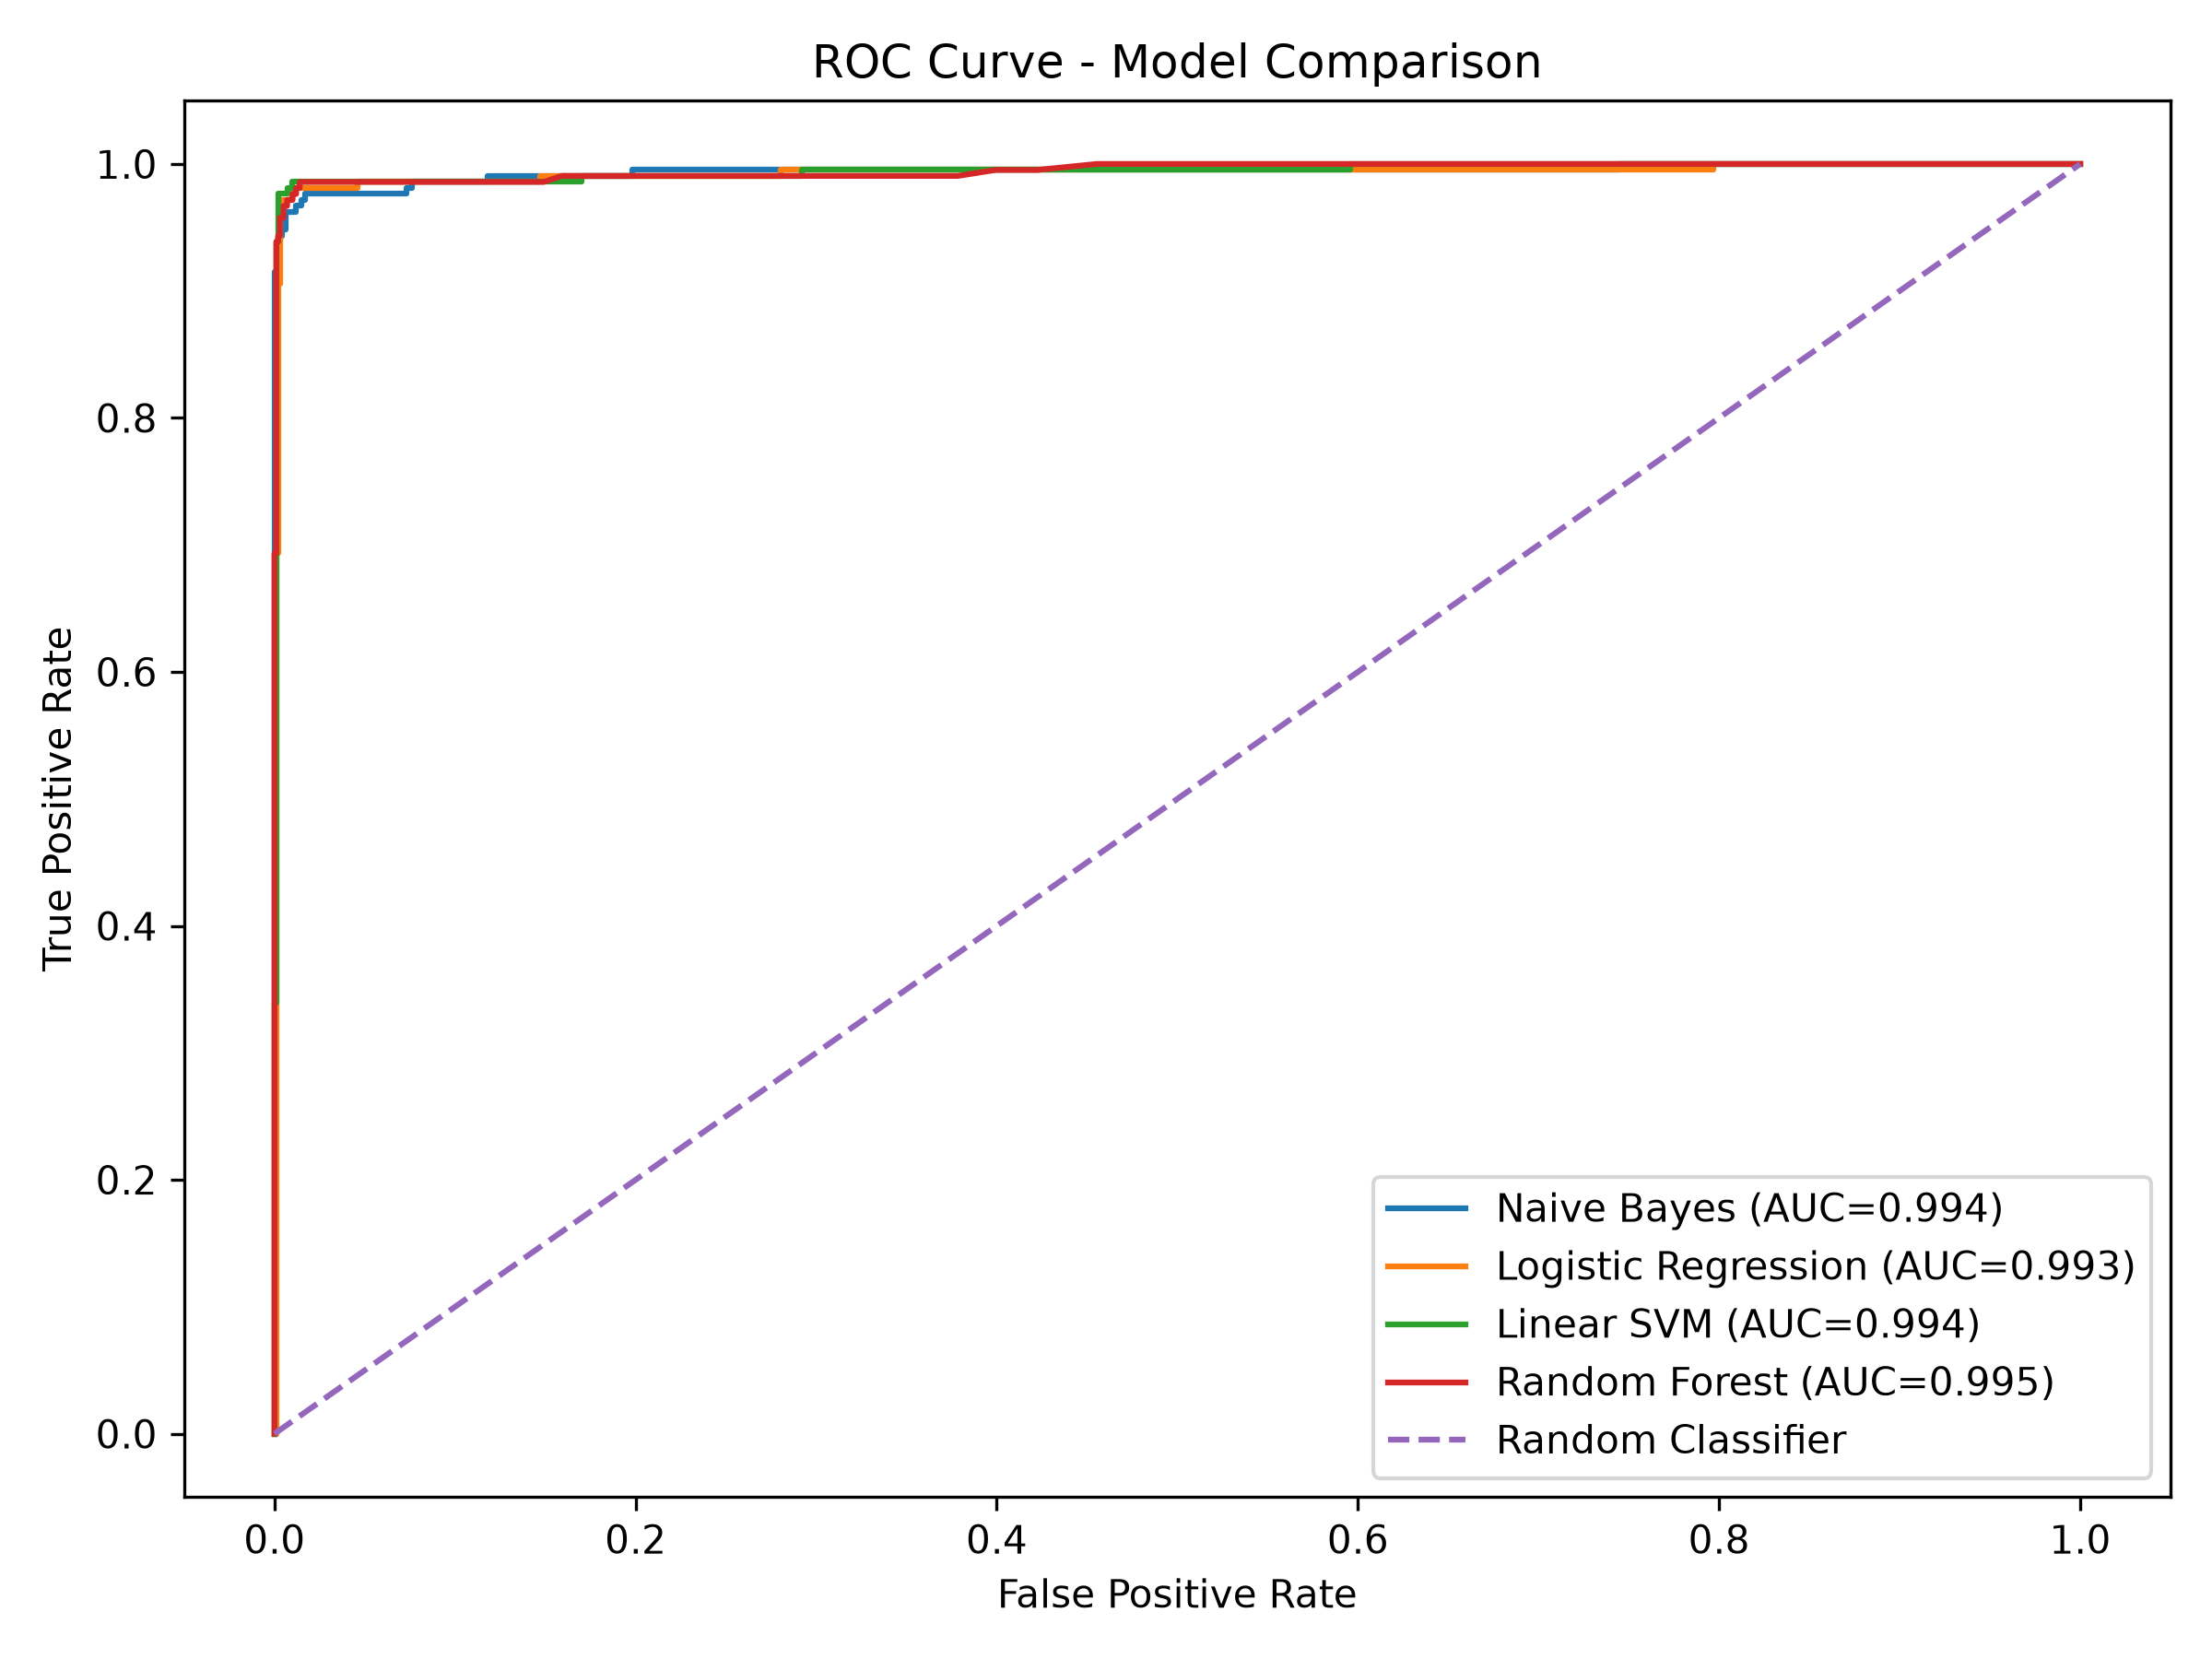 ROC Curve - Model Comparison
True Positive Rate
1.0
0.8
0.6
0.4
0.2
0.0
0.0 0.2 0.4 0.6 0.8 1.0
False Positive Rate
Naive Bayes (AUC=0.994)
Logistic Regression (AUC=0.993)
Linear SVM (AUC=0.994)
Random Forest (AUC=0.995)
Random Classifier